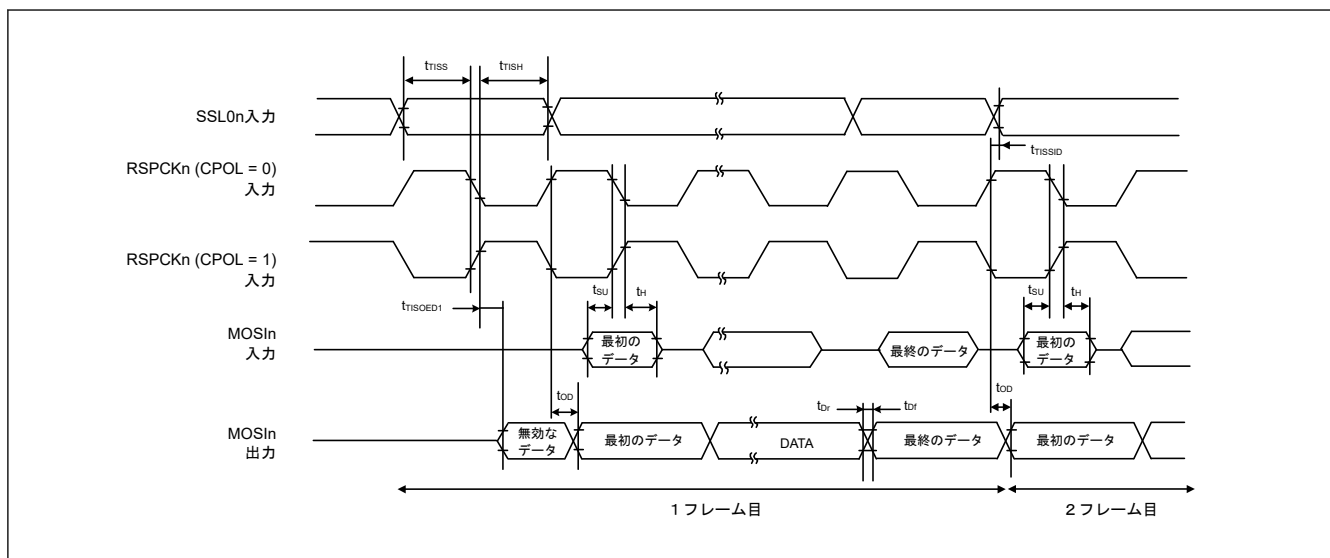 tTISS
tTISH
SSL0n入力
tTISSID
RSPCKn (CPOL = 0)
入力
RSPCKn (CPOL = 1)
入力
tSU
tH
tSU
tH
tTISOED1
MOSIn
入力
最初の
データ
最終のデータ
最初の
データ
tOD
tDr
tDf
tOD
MOSIn
出力
無効な
データ
最初のデータ
DATA
最終のデータ
最初のデータ
1 フレーム目
2 フレーム目